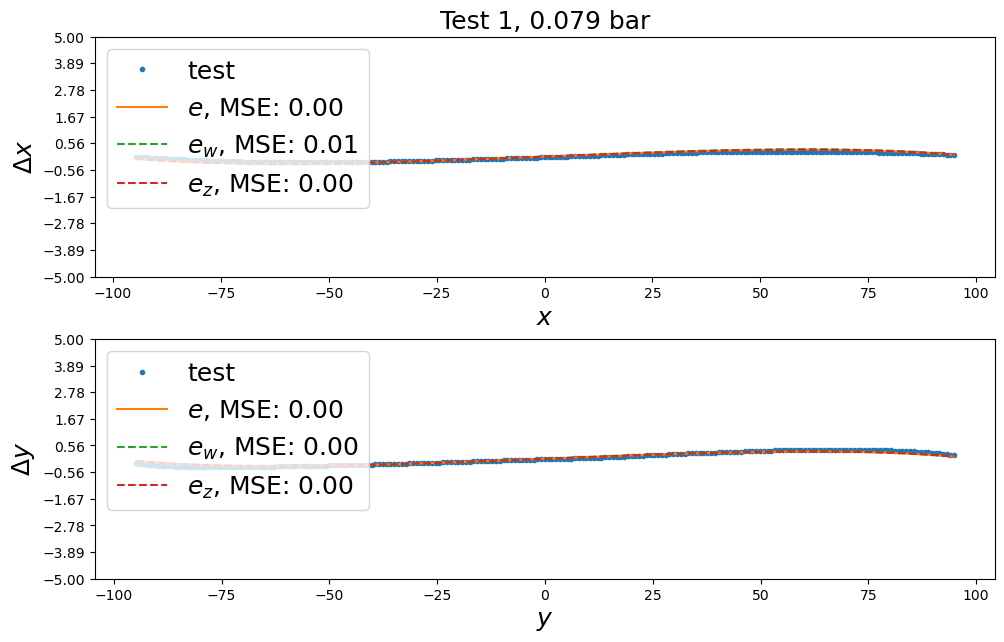 Test 1, 0.079 bar
5.00
3.89
2.78
1.67
0.56
−0.56
−1.67
−2.78
−3.89
−5.00
Δx
test
e, MSE: 0.00
e_w, MSE: 0.01
e_z, MSE: 0.00
−100 −75 −50 −25 0 25 50 75 100
x
5.00
3.89
2.78
1.67
0.56
−0.56
−1.67
−2.78
−3.89
−5.00
Δy
test
e, MSE: 0.00
e_w, MSE: 0.00
e_z, MSE: 0.00
−100 −75 −50 −25 0 25 50 75 100
y